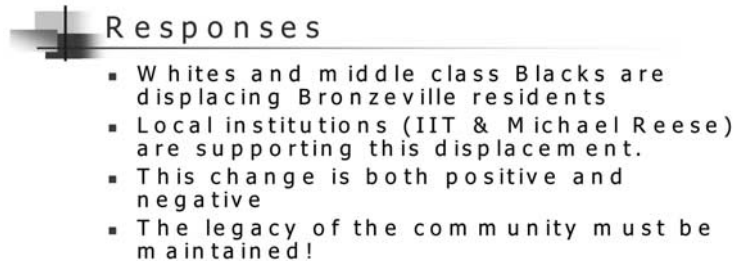 Responses
▪ Whites and middle class Blacks are
displacing Bronzeville residents
▪ Local institutions (IIT & Michael Reese)
are supporting this displacement.
▪ This change is both positive and
negative
▪ The legacy of the community must be
maintained!